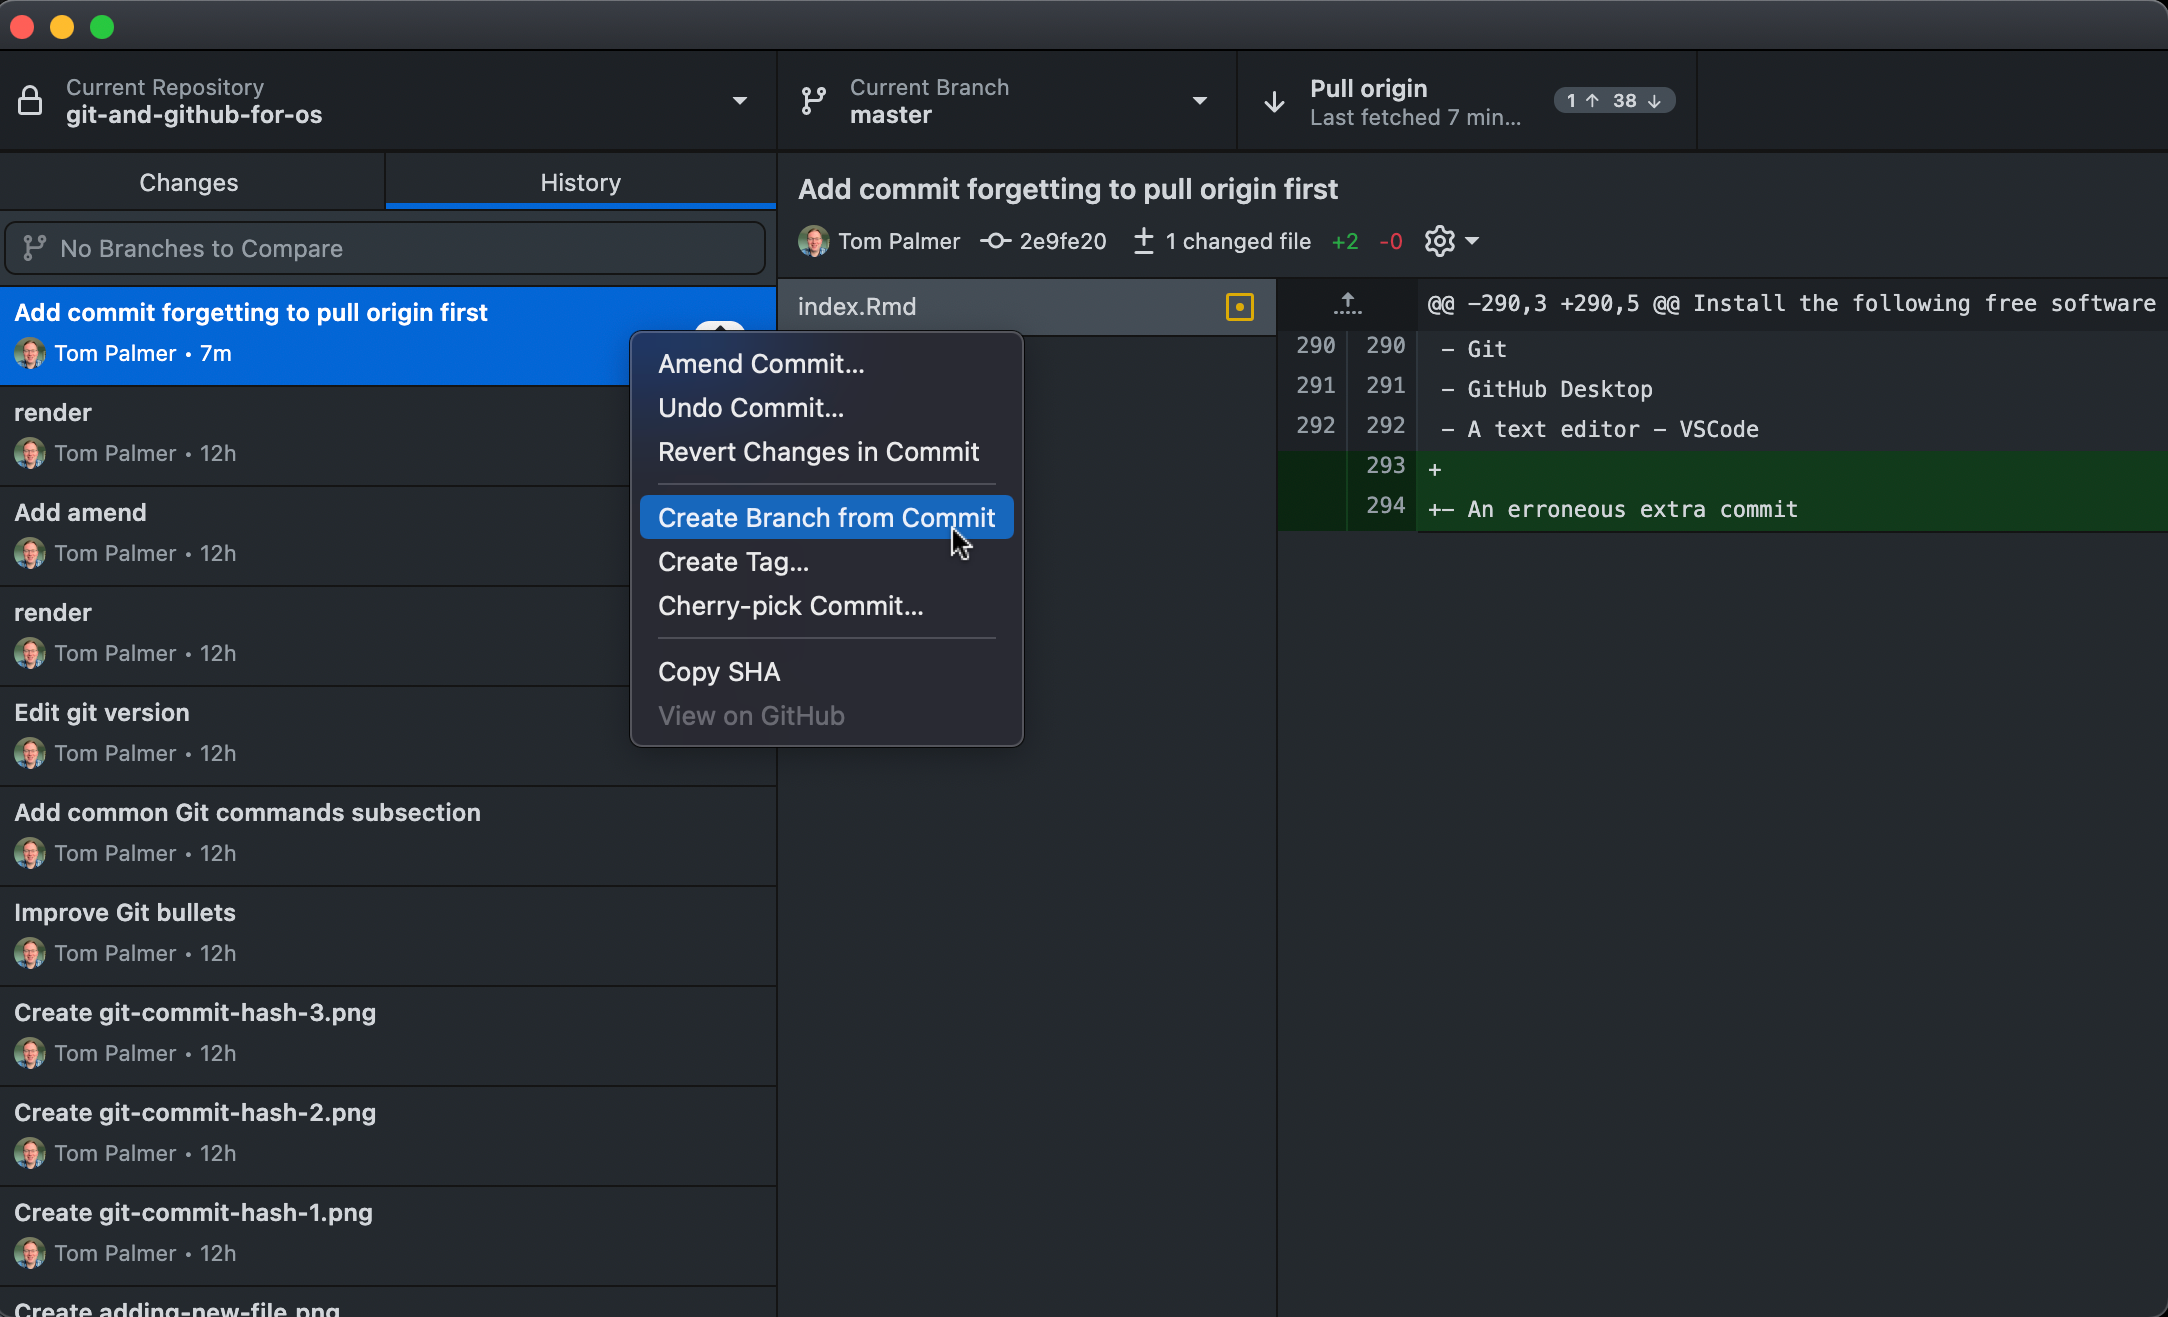 Current Repository
git-and-github-for-os
Current Branch
master
Pull origin
Last fetched 7 min...
1 ↑ 38 ↓
Changes
History
No Branches to Compare
Add commit forgetting to pull origin first
Tom Palmer • 7m
render
Tom Palmer • 12h
Add amend
Tom Palmer • 12h
render
Tom Palmer • 12h
Edit git version
Tom Palmer • 12h
Add common Git commands subsection
Tom Palmer • 12h
Improve Git bullets
Tom Palmer • 12h
Create git-commit-hash-3.png
Tom Palmer • 12h
Create git-commit-hash-2.png
Tom Palmer • 12h
Create git-commit-hash-1.png
Tom Palmer • 12h
Create adding-new-file.png
Amend Commit...
Undo Commit...
Revert Changes in Commit
Create Branch from Commit
Create Tag...
Cherry-pick Commit...
Copy SHA
View on GitHub
Add commit forgetting to pull origin first
Tom Palmer 2e9fe20 1 changed file +2 -0
index.Rmd
@@ -290,3 +290,5 @@ Install the following free software
290 290 - Git
291 291 - GitHub Desktop
292 292 - A text editor - VSCode
293 +
294 +- An erroneous extra commit